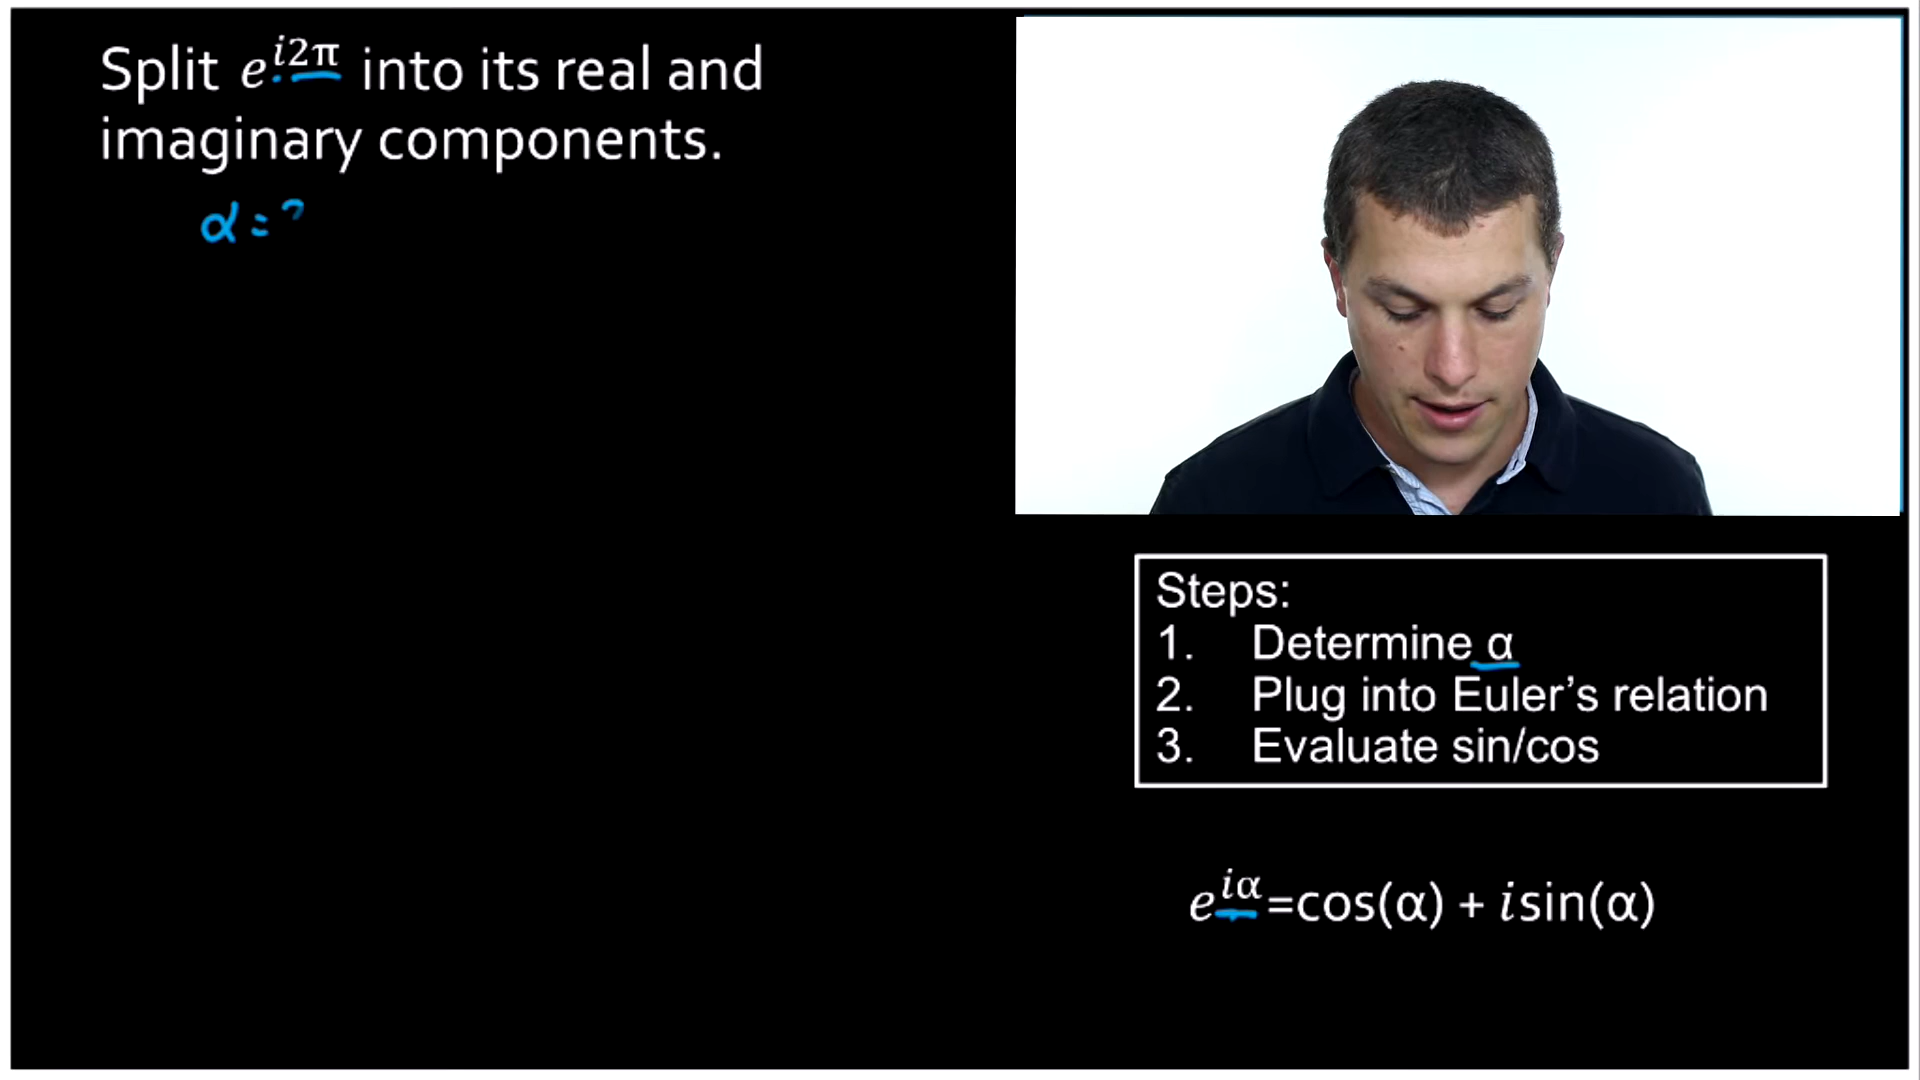 Split e^{i2π} into its real and
imaginary components.
α = 2
Steps:
1. Determine α
2. Plug into Euler’s relation
3. Evaluate sin/cos
e^{iα}=cos(α) + isin(α)